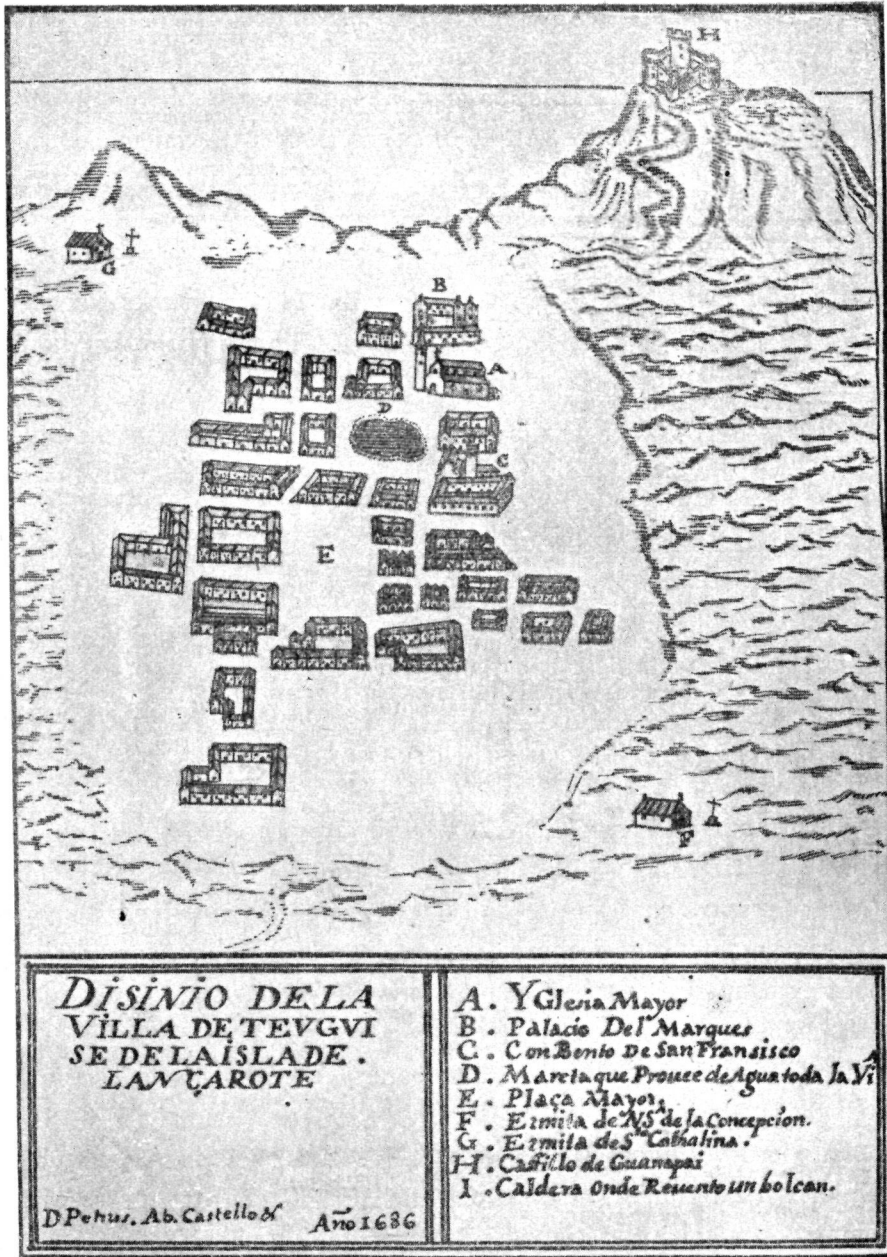 H
I
G
B
A
D
C
E
F
DISINIO DE LA
VILLA DE TEVGVI
SE DE LA ISLA DE .
LANÇAROTE
D Petrus. Ab. Castello
Año 1686
A . YGlesia Mayor
B . Palacio Del Marques
C . ConBento De San Fransisco
D . Mareta que Prouee de Agua toda la Vi
E . Plaça Mayor,
F . Ermita de NS.ª de la Concepcion.
G . Ermita de S.ta Cathalina .
H . Castillo de Guanapai
I . Caldera onde Reuento un bolcan.